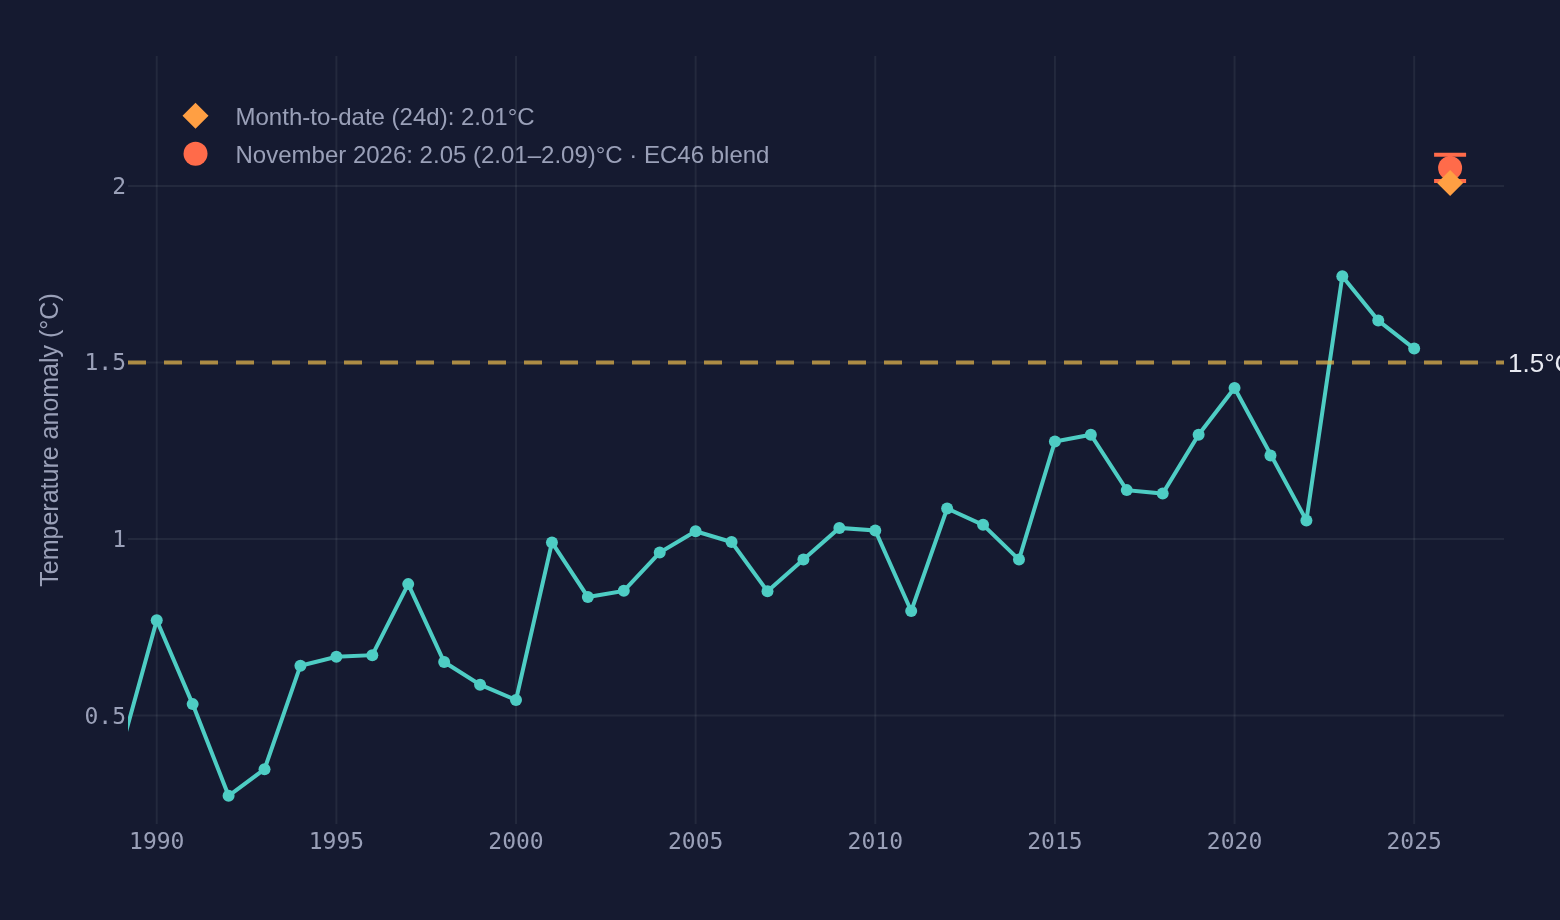 Month-to-date (24d): 2.01°C
November 2026: 2.05 (2.01–2.09)°C · EC46 blend
2
1.5
1
0.5
Temperature anomaly (°C)
1.5°C
1990 1995 2000 2005 2010 2015 2020 2025